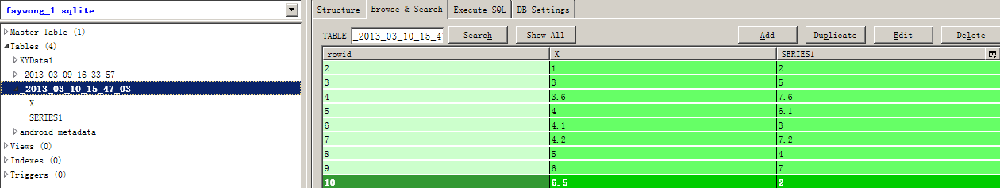 faywong_1.sqlite
Master Table (1)
Tables (4)
XYData1
_2013_03_09_16_33_57
_2013_03_10_15_47_03
X
SERIES1
android_metadata
Views (0)
Indexes (0)
Triggers (0)
Structure Browse & Search Execute SQL DB Settings
TABLE _2013_03_10_15_4 Search Show All Add Duplicate Edit Delete
rowid X SERIES1
2 1 2
3 3 5
4 3.6 7.6
5 4 6.1
6 4.1 3
7 4.2 7.2
8 5 4
9 6 7
10 6.5 2